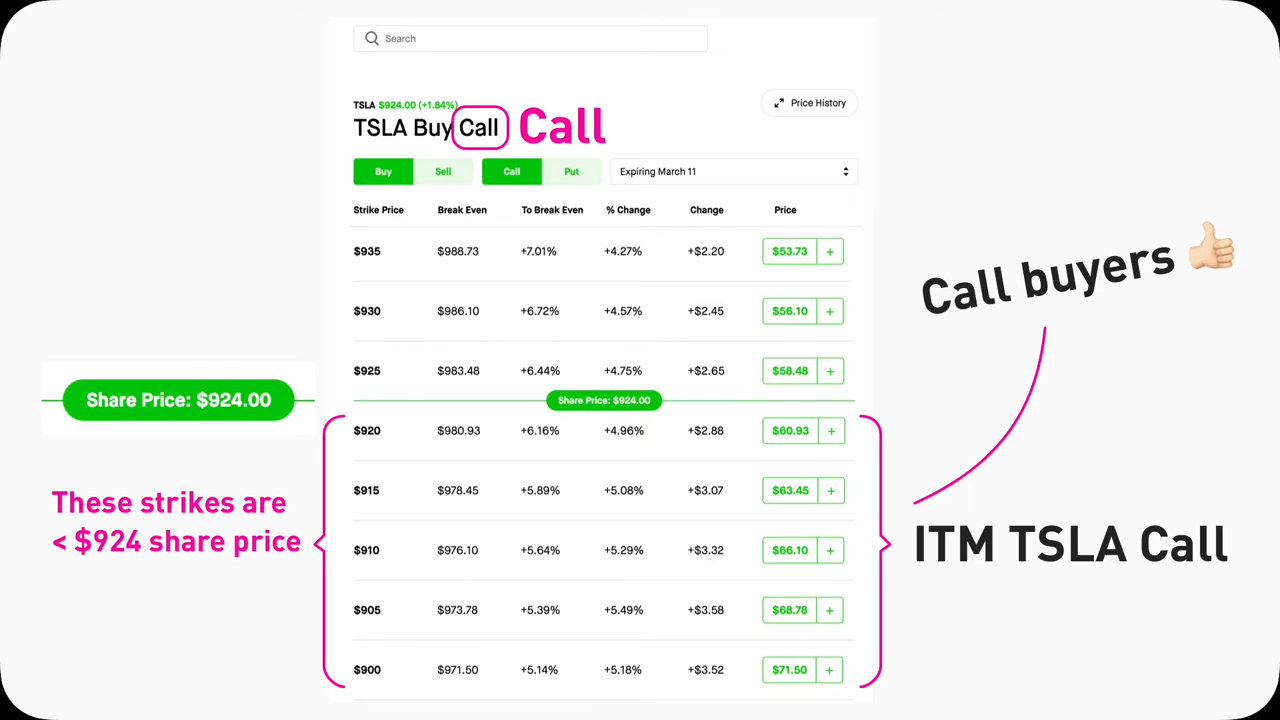 Search
TSLA $924.00 (+1.84%)
TSLA Buy Call
Call
Price History
Buy Sell Call Put Expiring March 11
Strike Price Break Even To Break Even % Change Change Price
$935 $988.73 +7.01% +4.27% +$2.20 $53.73 +
$930 $986.10 +6.72% +4.57% +$2.45 $56.10 +
$925 $983.48 +6.44% +4.75% +$2.65 $58.48 +
Share Price: $924.00
$920 $980.93 +6.16% +4.96% +$2.88 $60.93 +
$915 $978.45 +5.89% +5.08% +$3.07 $63.45 +
$910 $976.10 +5.64% +5.29% +$3.32 $66.10 +
$905 $973.78 +5.39% +5.49% +$3.58 $68.78 +
$900 $971.50 +5.14% +5.18% +$3.52 $71.50 +
Share Price: $924.00
These strikes are
< $924 share price
Call buyers 👍🏻
ITM TSLA Call